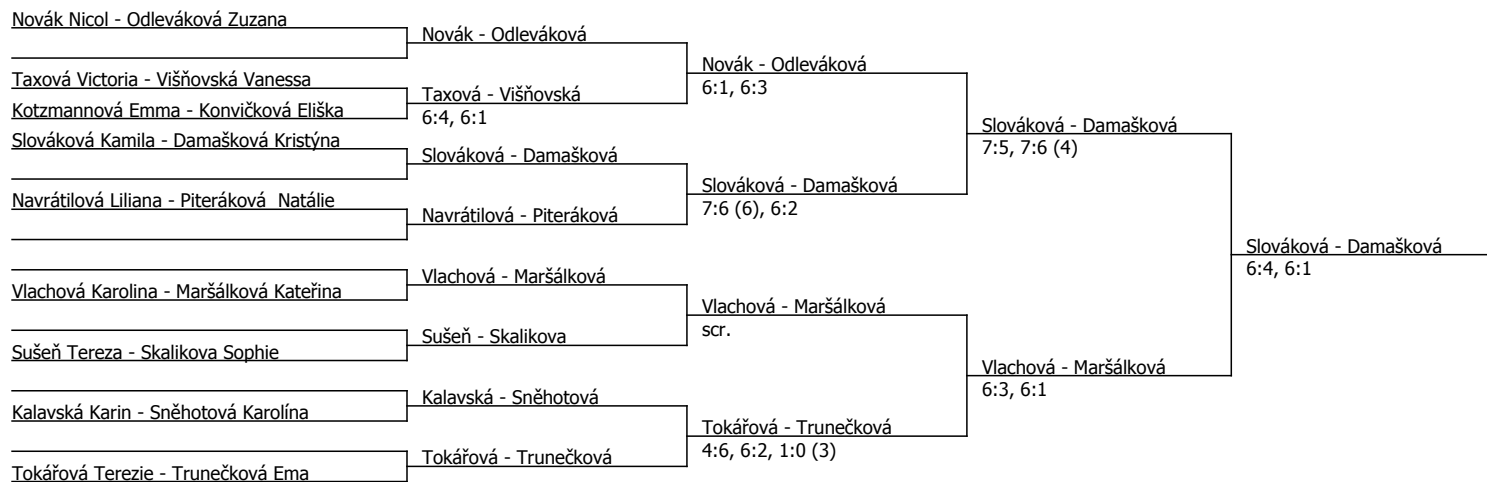 Novák Nicol - Odleváková Zuzana
Taxová Victoria - Višňovská Vanessa
Kotzmannová Emma - Konvičková Eliška
Slováková Kamila - Damašková Kristýna
Navrátilová Liliana - Piteráková  Natálie
Vlachová Karolina - Maršálková Kateřina
Sušeň Tereza - Skalikova Sophie
Kalavská Karin - Sněhotová Karolína
Tokářová Terezie - Trunečková Ema
Novák - Odleváková
Taxová - Višňovská
6:4, 6:1
Slováková - Damašková
Navrátilová - Piteráková
Vlachová - Maršálková
Sušeň - Skalikova
Kalavská - Sněhotová
Tokářová - Trunečková
Novák - Odleváková
6:1, 6:3
Slováková - Damašková
7:6 (6), 6:2
Vlachová - Maršálková
scr.
Tokářová - Trunečková
4:6, 6:2, 1:0 (3)
Slováková - Damašková
7:5, 7:6 (4)
Vlachová - Maršálková
6:3, 6:1
Slováková - Damašková
6:4, 6:1